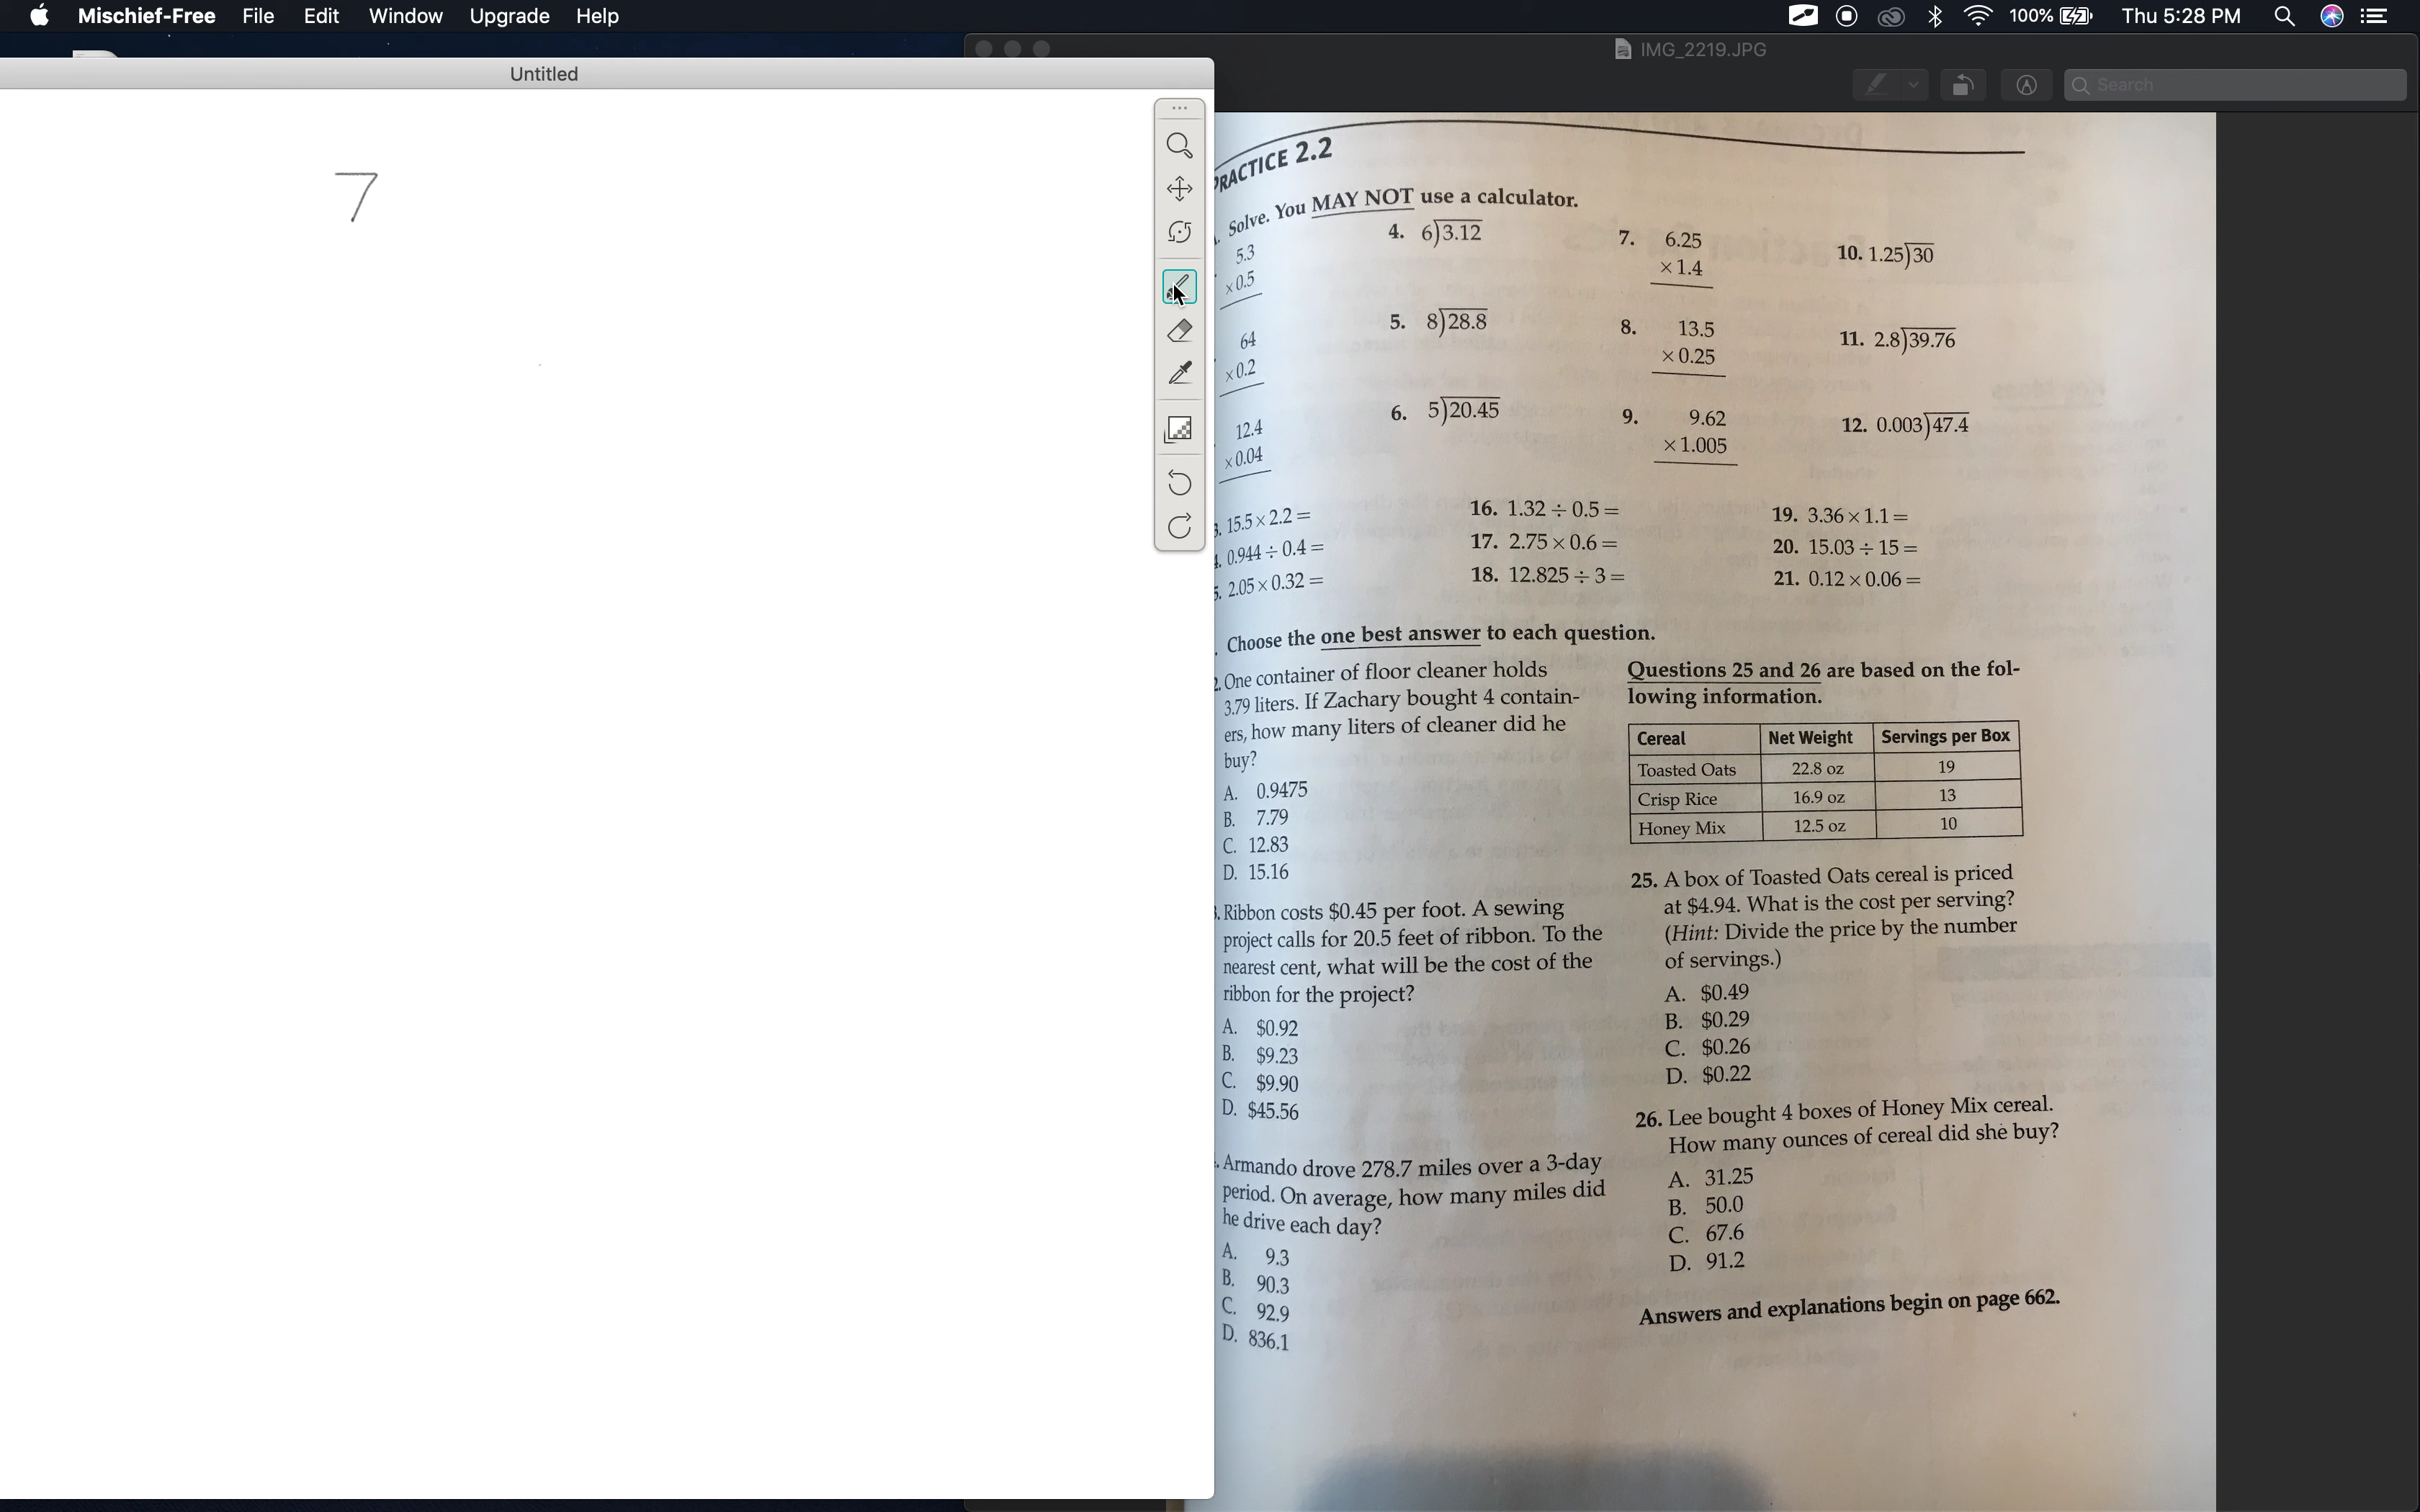 Mischief-Free File Edit Window Upgrade Help 100% Thu 5:28 PM
IMG_2219.JPG
Untitled
Search
7
PRACTICE 2.2
Solve. You MAY NOT use a calculator.
5.3
×0.5
64
×0.2
12.4
×0.04
4. 6)3.12
5. 8)28.8
6. 5)20.45
7. 6.25
×1.4
8. 13.5
×0.25
9. 9.62
×1.005
10. 1.25)30
11. 2.8)39.76
12. 0.003)47.4
3. 15.5 × 2.2 =
4. 0.944 ÷ 0.4 =
5. 2.05 × 0.32 =
16. 1.32 ÷ 0.5 =
17. 2.75 × 0.6 =
18. 12.825 ÷ 3 =
19. 3.36 × 1.1 =
20. 15.03 ÷ 15 =
21. 0.12 × 0.06 =
. Choose the one best answer to each question.
2. One container of floor cleaner holds
3.79 liters. If Zachary bought 4 contain-
ers, how many liters of cleaner did he
buy?
A. 0.9475
B. 7.79
C. 12.83
D. 15.16
3. Ribbon costs $0.45 per foot. A sewing
project calls for 20.5 feet of ribbon. To the
nearest cent, what will be the cost of the
ribbon for the project?
A. $0.92
B. $9.23
C. $9.90
D. $45.56
. Armando drove 278.7 miles over a 3-day
period. On average, how many miles did
he drive each day?
A. 9.3
B. 90.3
C. 92.9
D. 836.1
Questions 25 and 26 are based on the fol-
lowing information.
Cereal Net Weight Servings per Box
Toasted Oats 22.8 oz 19
Crisp Rice 16.9 oz 13
Honey Mix 12.5 oz 10
25. A box of Toasted Oats cereal is priced
at $4.94. What is the cost per serving?
(Hint: Divide the price by the number
of servings.)
A. $0.49
B. $0.29
C. $0.26
D. $0.22
26. Lee bought 4 boxes of Honey Mix cereal.
How many ounces of cereal did she buy?
A. 31.25
B. 50.0
C. 67.6
D. 91.2
Answers and explanations begin on page 662.